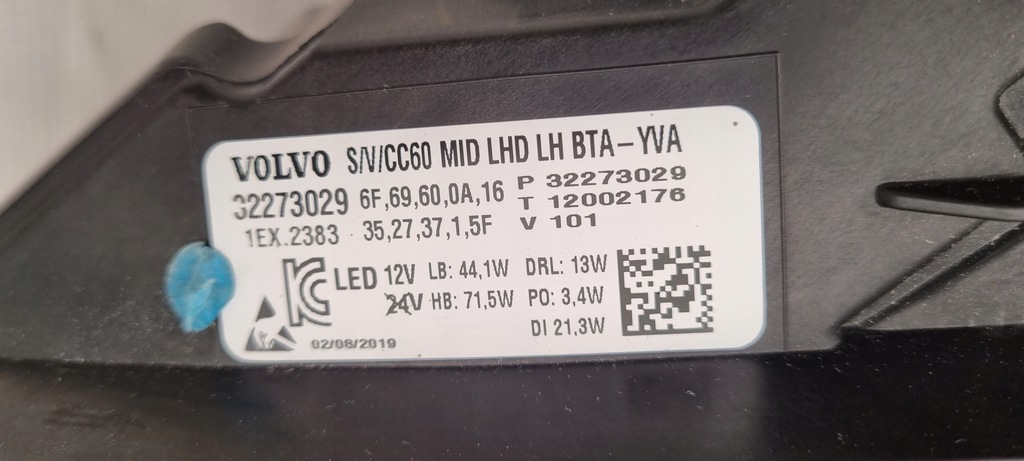 VOLVO S/V/CC60 MID LHD LH BTA-YVA
32273029 6F,69,60,0A,16 P 32273029
T 12002176
1EX.2383 35,27,37,1,5F V 101
KC LED 12V LB: 44,1W DRL: 13W
24V HB: 71,5W PO: 3,4W
DI 21,3W
02/08/2019